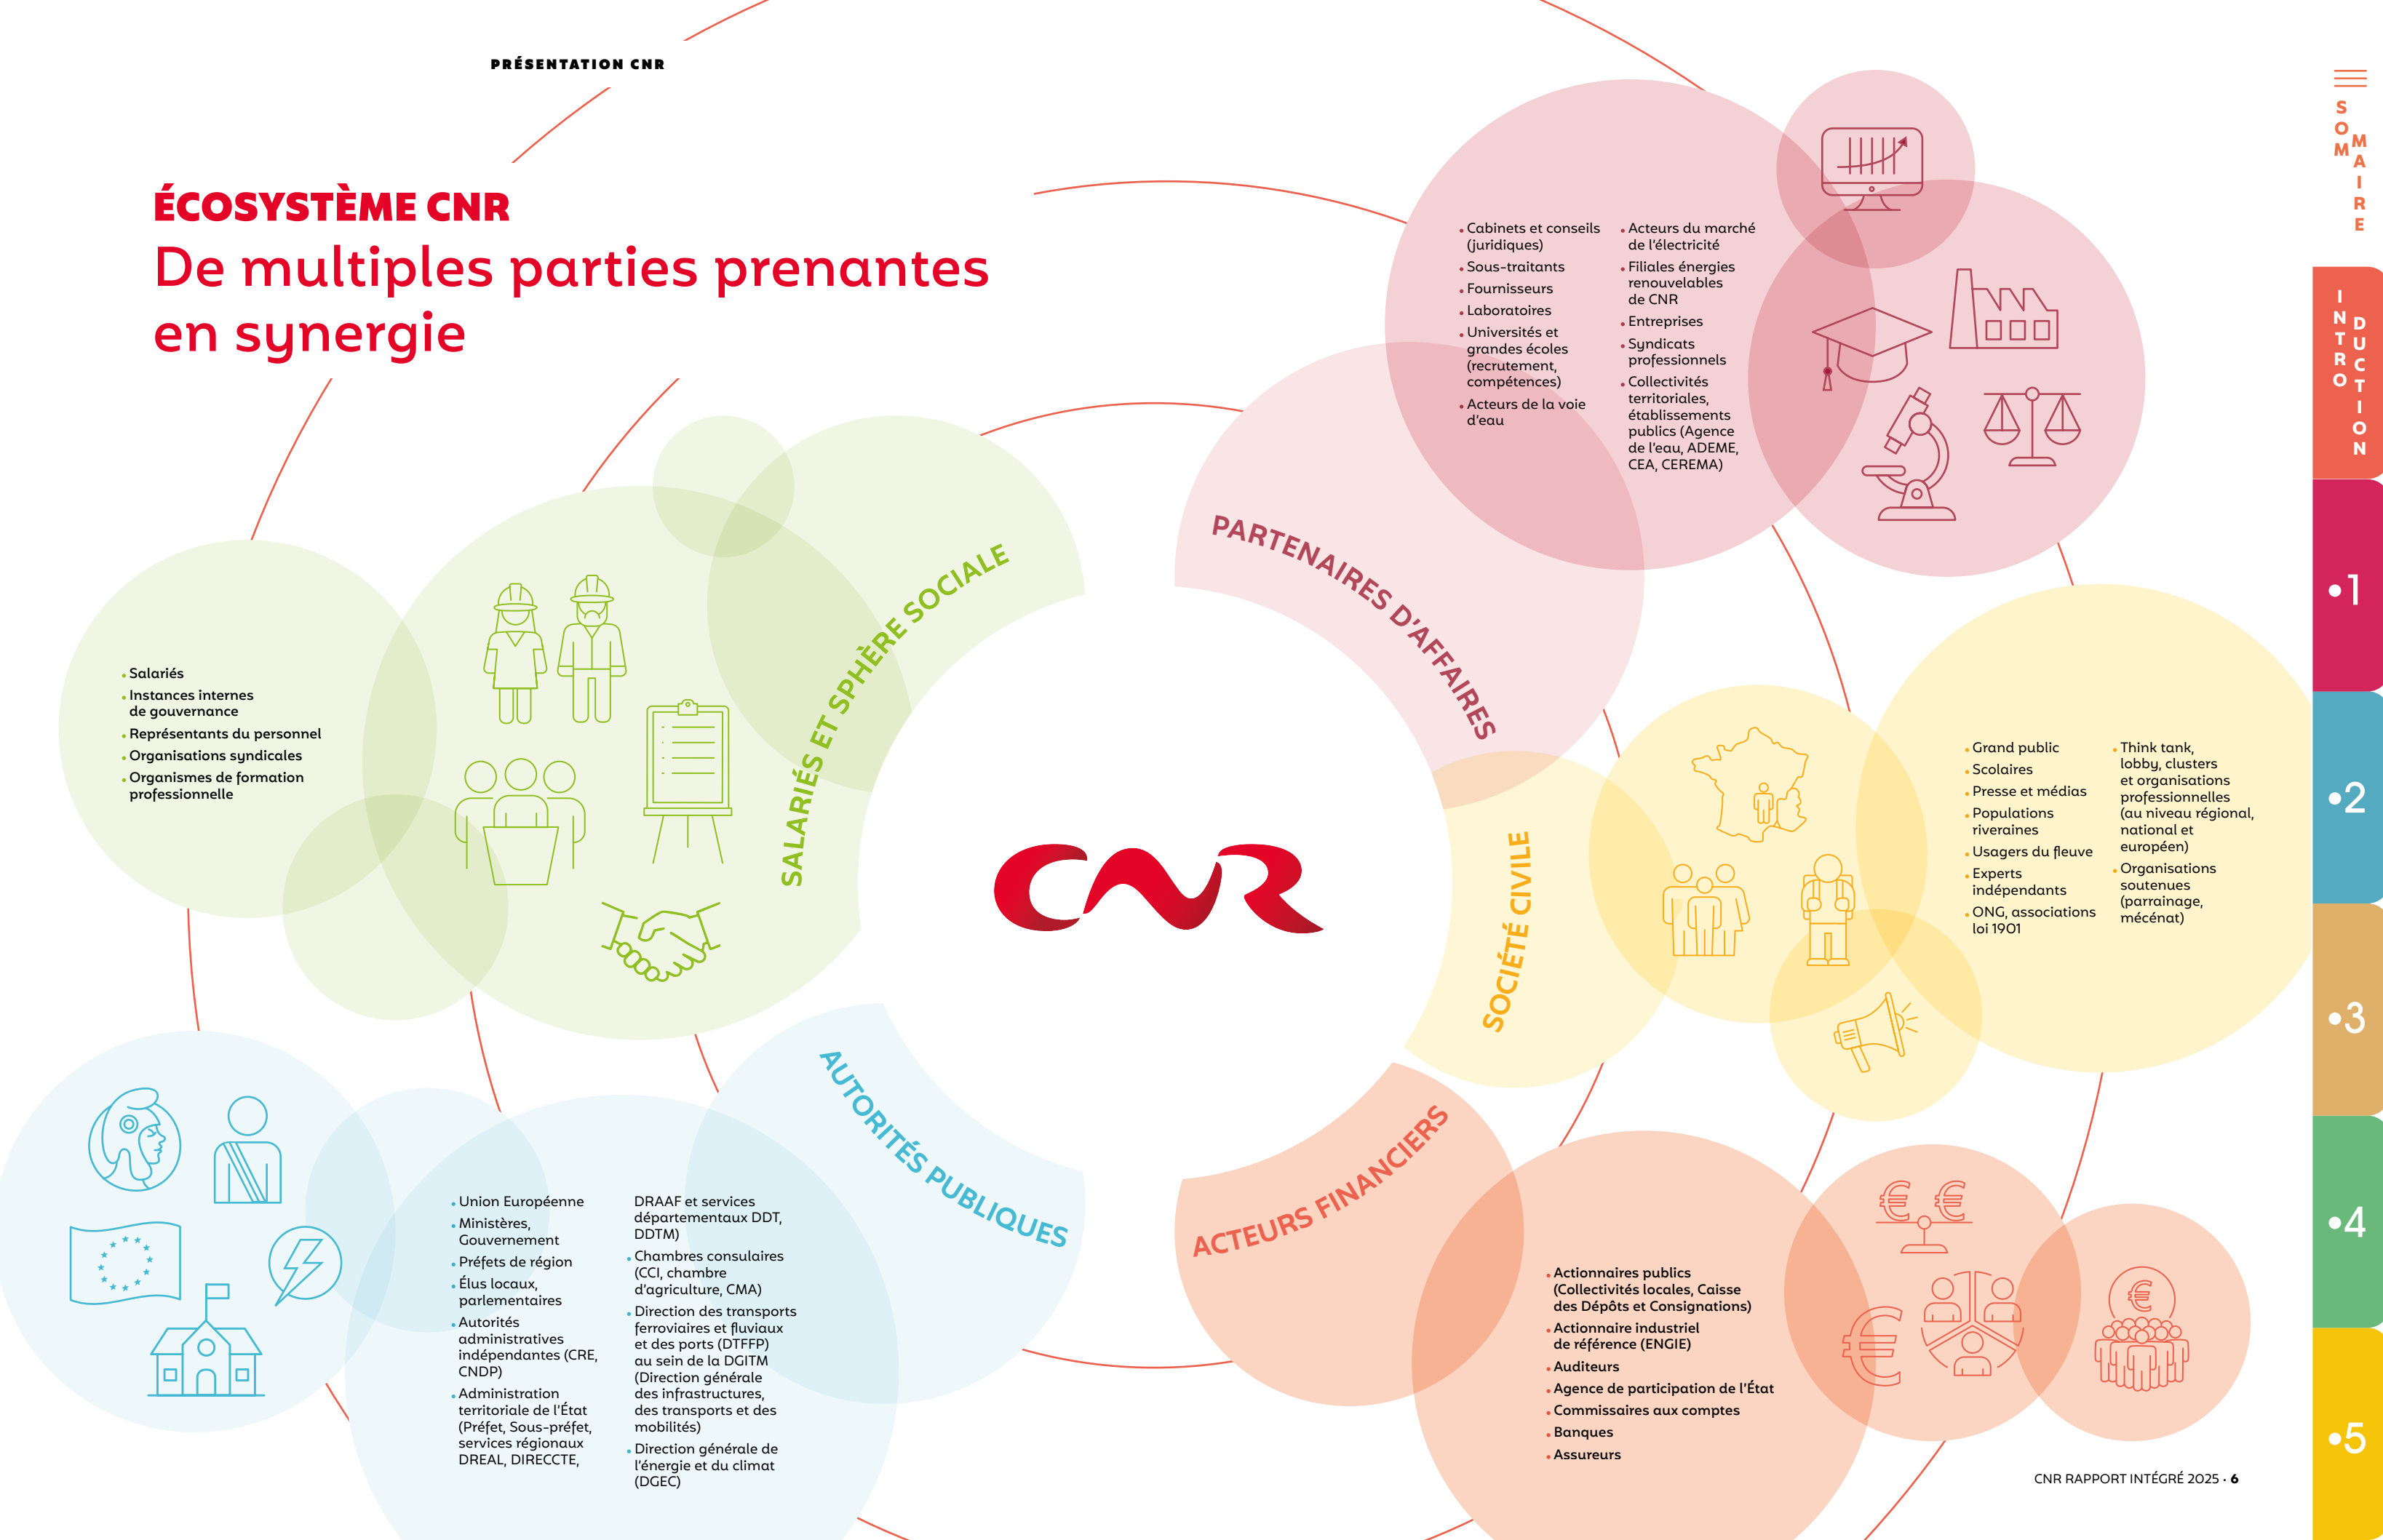 PRÉSENTATION CNR
ÉCOSYSTÈME CNR
De multiples parties prenantes
en synergie
SALARIÉS ET SPHÈRE SOCIALE
• Salariés
• Instances internes
de gouvernance
• Représentants du personnel
• Organisations syndicales
• Organismes de formation
professionnelle
PARTENAIRES D'AFFAIRES
• Cabinets et conseils
(juridiques)
• Sous-traitants
• Fournisseurs
• Laboratoires
• Universités et
grandes écoles
(recrutement,
compétences)
• Acteurs de la voie
d'eau
• Acteurs du marché
de l'électricité
• Filiales énergies
renouvelables
de CNR
• Entreprises
• Syndicats
professionnels
• Collectivités
territoriales,
établissements
publics (Agence
de l'eau, ADEME,
CEA, CEREMA)
CNR
SOCIÉTÉ CIVILE
• Grand public
• Scolaires
• Presse et médias
• Populations
riveraines
• Usagers du fleuve
• Experts
indépendants
• ONG, associations
loi 1901
• Think tank,
lobby, clusters
et organisations
professionnelles
(au niveau régional,
national et
européen)
• Organisations
soutenues
(parrainage,
mécénat)
AUTORITÉS PUBLIQUES
• Union Européenne
• Ministères,
Gouvernement
• Préfets de région
• Élus locaux,
parlementaires
• Autorités
administratives
indépendantes (CRE,
CNDP)
• Administration
territoriale de l'État
(Préfet, Sous-préfet,
services régionaux
DREAL, DIRECCTE,
DRAAF et services
départementaux DDT,
DDTM)
• Chambres consulaires
(CCI, chambre
d'agriculture, CMA)
• Direction des transports
ferroviaires et fluviaux
et des ports (DTFFP)
au sein de la DGITM
(Direction générale
des infrastructures,
des transports et des
mobilités)
• Direction générale de
l'énergie et du climat
(DGEC)
ACTEURS FINANCIERS
• Actionnaires publics
(Collectivités locales, Caisse
des Dépôts et Consignations)
• Actionnaire industriel
de référence (ENGIE)
• Auditeurs
• Agence de participation de l'État
• Commissaires aux comptes
• Banques
• Assureurs
€ €
€
€
SOMMAIRE
INTRODUCTION
•1
•2
•3
•4
•5
CNR RAPPORT INTÉGRÉ 2025 • 6